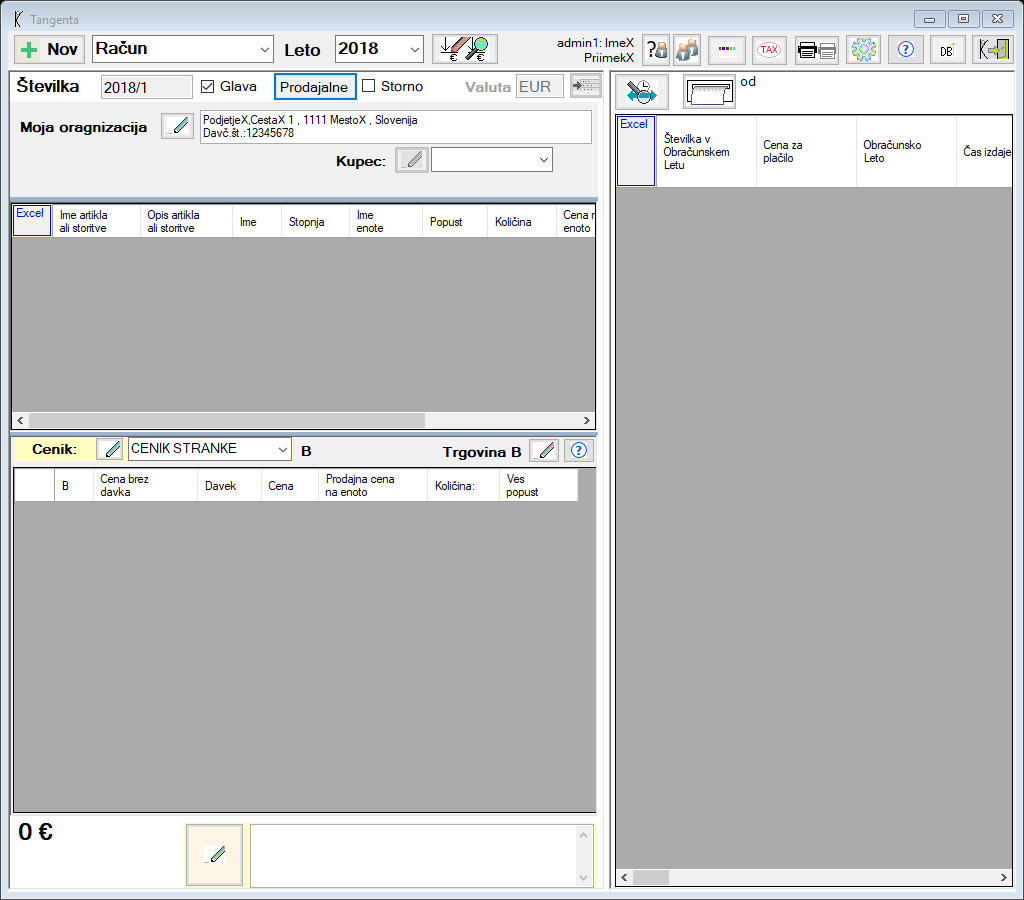 Tangenta
Nov
Račun
Leto
2018
admin1: ImeX
PriimekX
TAX
DB
Številka
2018/1
Glava
Prodajalne
Storno
Valuta
EUR
Moja oragnizacija
PodjetjeX,CestaX 1 , 1111 MestoX , Slovenija
Davč.št.:12345678
Kupec:
Excel
Ime artikla
ali storitve
Opis artikla
ali storitve
Ime
Stopnja
Ime
enote
Popust
Količina
Cena n
enoto
Cenik:
CENIK STRANKE
B
Trgovina B
B
Cena brez
davka
Davek
Cena
Prodajna cena
na enoto
Količina:
Ves
popust
0 €
od
Excel
Številka v
Obračunskem
Letu
Cena za
plačilo
Obračunsko
Leto
Čas izdaje